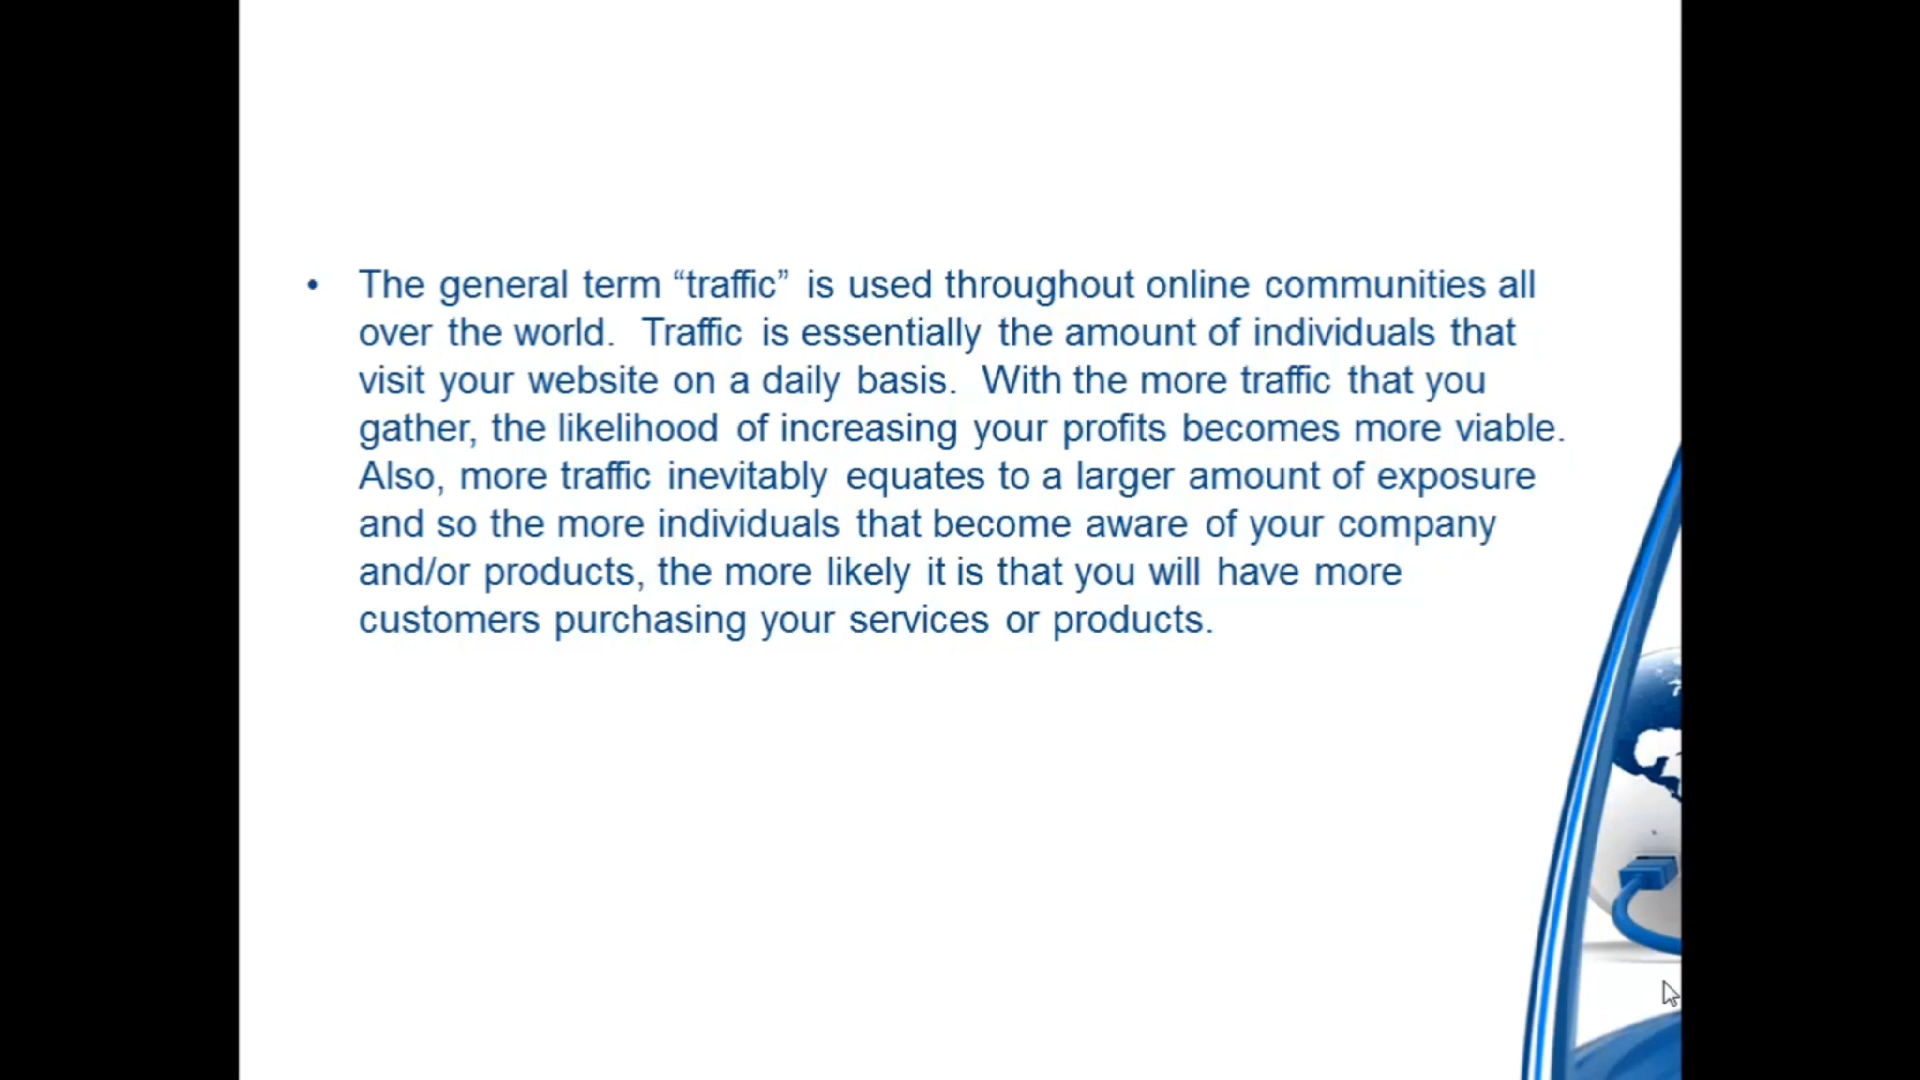 • The general term “traffic” is used throughout online communities all
over the world. Traffic is essentially the amount of individuals that
visit your website on a daily basis. With the more traffic that you
gather, the likelihood of increasing your profits becomes more viable.
Also, more traffic inevitably equates to a larger amount of exposure
and so the more individuals that become aware of your company
and/or products, the more likely it is that you will have more
customers purchasing your services or products.